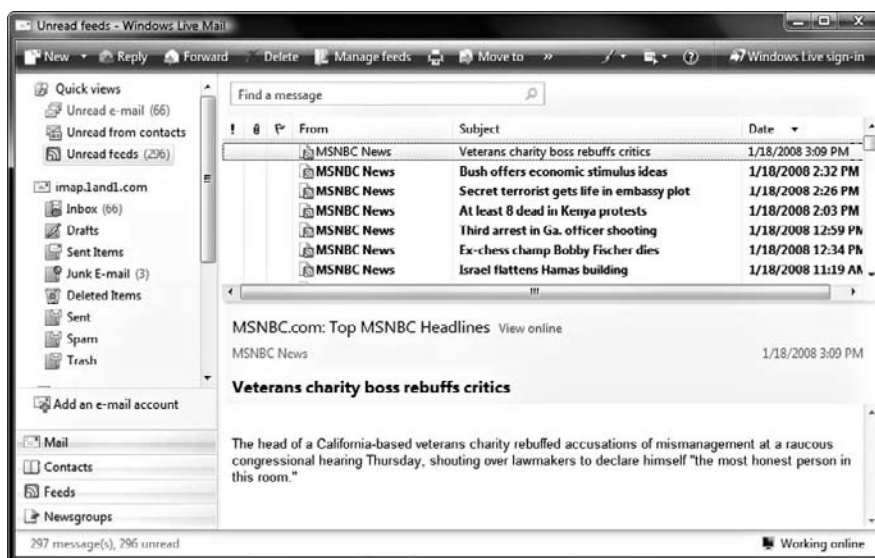 Unread feeds - Windows Live Mail
New Reply Forward Delete Manage feeds Move to » Windows Live sign-in
Quick views
Unread e-mail (66)
Unread from contacts
Unread feeds (296)
imap.1and1.com
Inbox (66)
Drafts
Sent Items
Junk E-mail (3)
Deleted Items
Sent
Spam
Trash
Add an e-mail account
Mail
Contacts
Feeds
Newsgroups
Find a message
! From Subject Date
MSNBC News Veterans charity boss rebuffs critics 1/18/2008 3:09 PM
MSNBC News Bush offers economic stimulus ideas 1/18/2008 2:32 PM
MSNBC News Secret terrorist gets life in embassy plot 1/18/2008 2:26 PM
MSNBC News At least 8 dead in Kenya protests 1/18/2008 2:03 PM
MSNBC News Third arrest in Ga. officer shooting 1/18/2008 12:59 PM
MSNBC News Ex-chess champ Bobby Fischer dies 1/18/2008 12:34 PM
MSNBC News Israel flattens Hamas building 1/18/2008 11:19 AM
MSNBC.com: Top MSNBC Headlines View online
MSNBC News 1/18/2008 3:09 PM
Veterans charity boss rebuffs critics
The head of a California-based veterans charity rebuffed accusations of mismanagement at a raucous
congressional hearing Thursday, shouting over lawmakers to declare himself "the most honest person in
this room."
297 message(s), 296 unread Working online